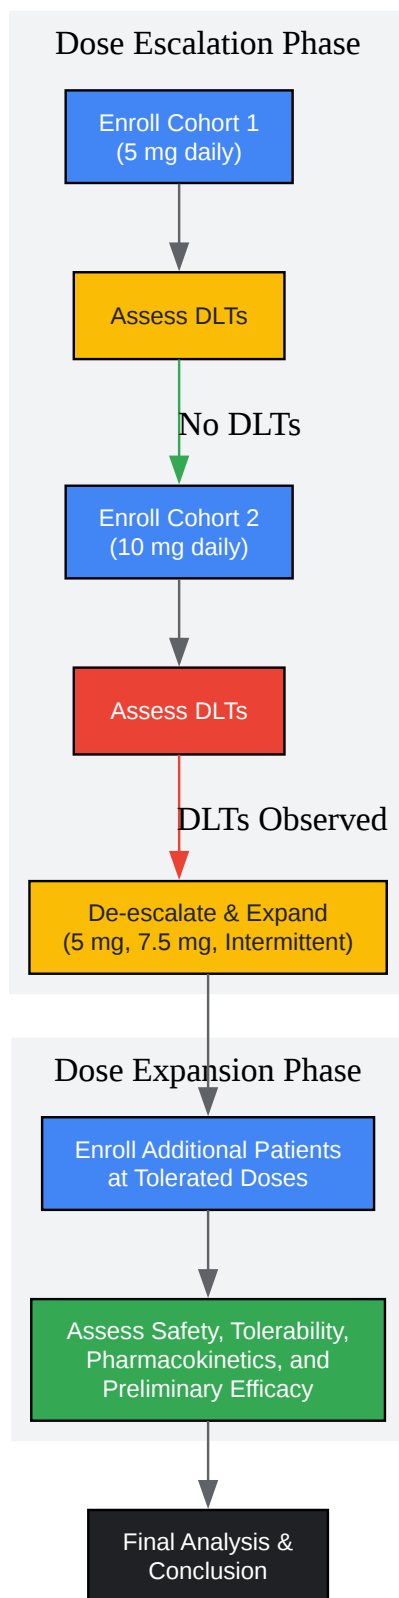 Dose Escalation Phase
Enroll Cohort 1
(5 mg daily)
Assess DLTs
No DLTs
Enroll Cohort 2
(10 mg daily)
Assess DLTs
DLTs Observed
De-escalate & Expand
(5 mg, 7.5 mg, Intermittent)
Dose Expansion Phase
Enroll Additional Patients
at Tolerated Doses
Assess Safety, Tolerability,
Pharmacokinetics, and
Preliminary Efficacy
Final Analysis &
Conclusion